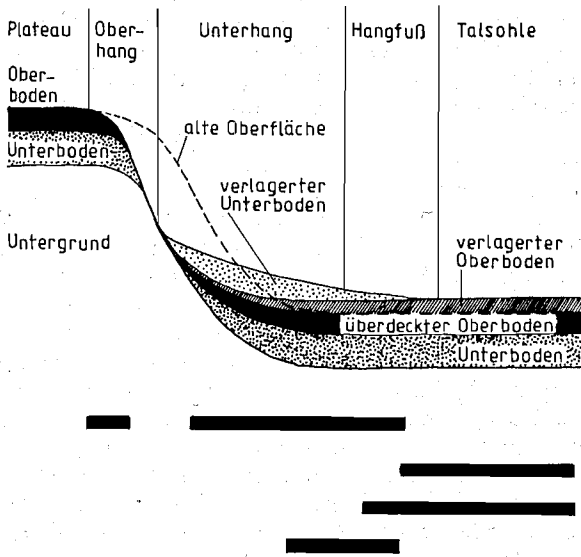 Plateau
Ober-
hang
Unterhang
Hangfuß
Talsohle
Ober-
boden
alte Oberfläche
Unterboden
verlagerter
Unterboden
Untergrund
verlagerter
Oberboden
überdeckter Oberboden
Unterboden